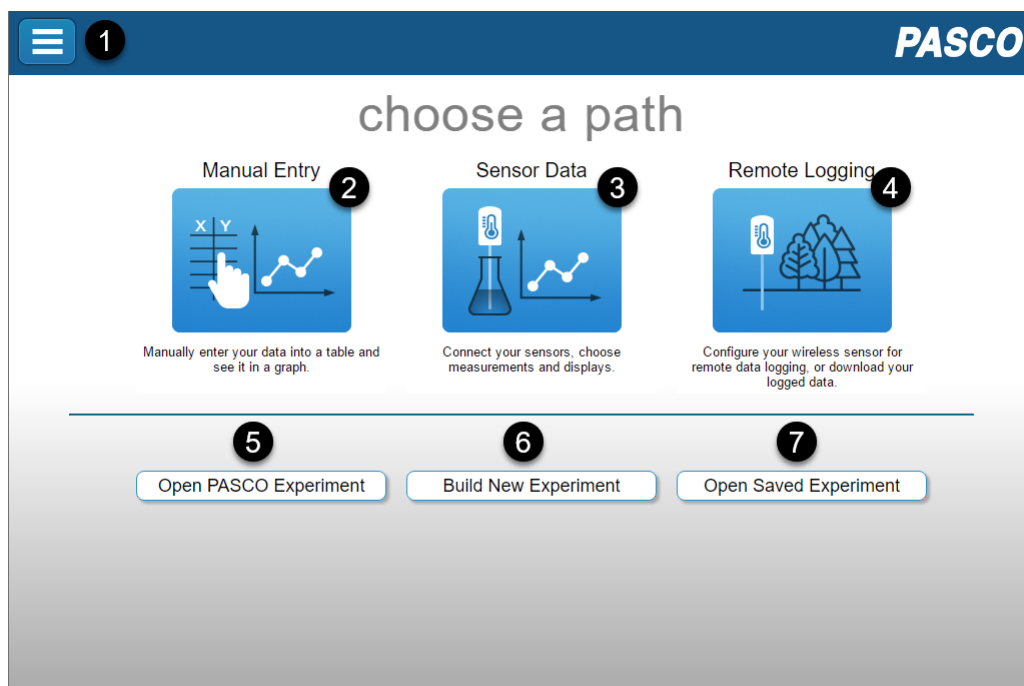 1
PASCO
choose a path
Manual Entry
2
X Y
Manually enter your data into a table and
see it in a graph.
Sensor Data
3
Connect your sensors, choose
measurements and displays.
Remote Logging
4
Configure your wireless sensor for
remote data logging, or download your
logged data.
5
Open PASCO Experiment
6
Build New Experiment
7
Open Saved Experiment